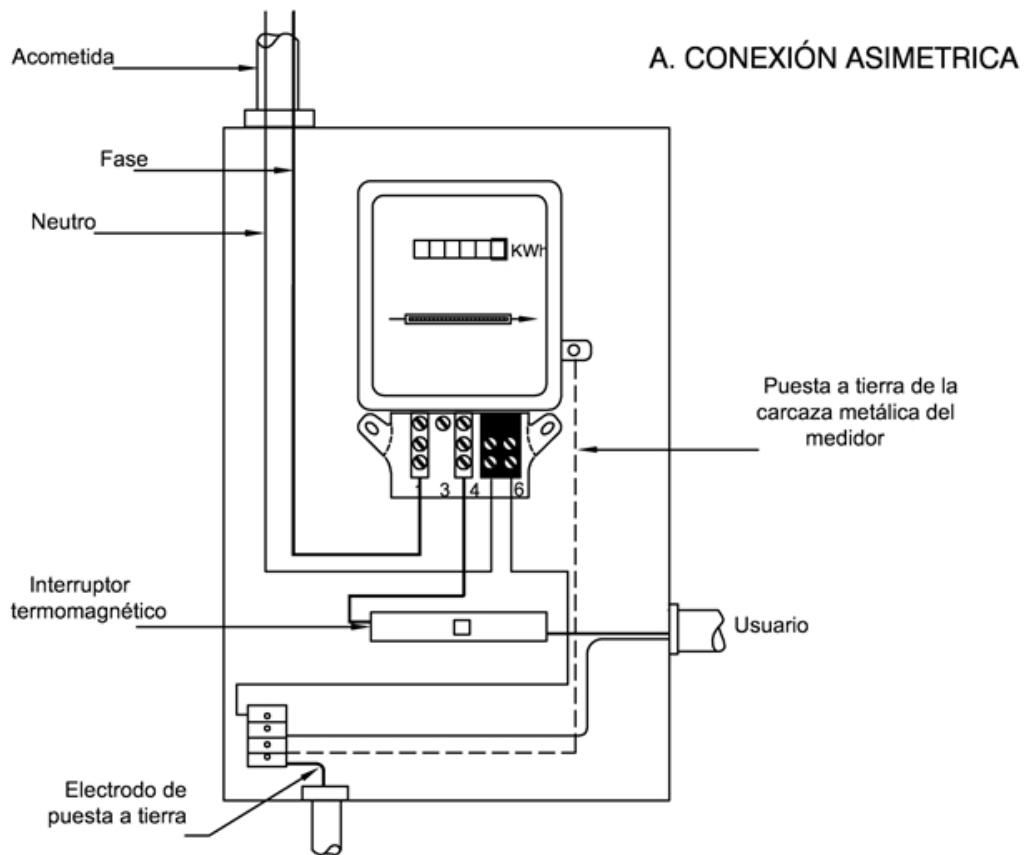 A. CONEXIÓN ASIMETRICA
Acometida
Fase
Neutro
KWh
Puesta a tierra de la
carcaza metálica del
medidor
1 3 4 6
Interruptor
termomagnético
Usuario
Electrodo de
puesta a tierra